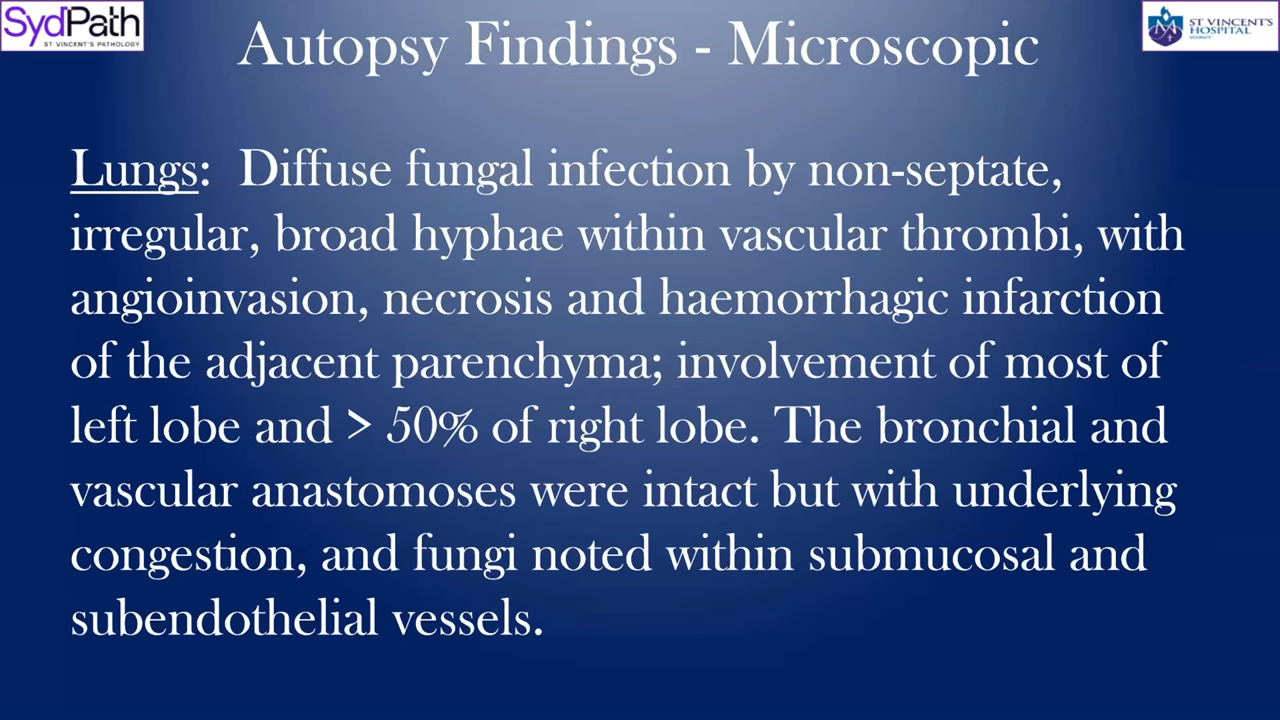 SydPath
ST VINCENT'S PATHOLOGY
ST VINCENT'S
HOSPITAL
SYDNEY
Autopsy Findings - Microscopic
Lungs: Diffuse fungal infection by non-septate,
irregular, broad hyphae within vascular thrombi, with
angioinvasion, necrosis and haemorrhagic infarction
of the adjacent parenchyma; involvement of most of
left lobe and > 50% of right lobe. The bronchial and
vascular anastomoses were intact but with underlying
congestion, and fungi noted within submucosal and
subendothelial vessels.